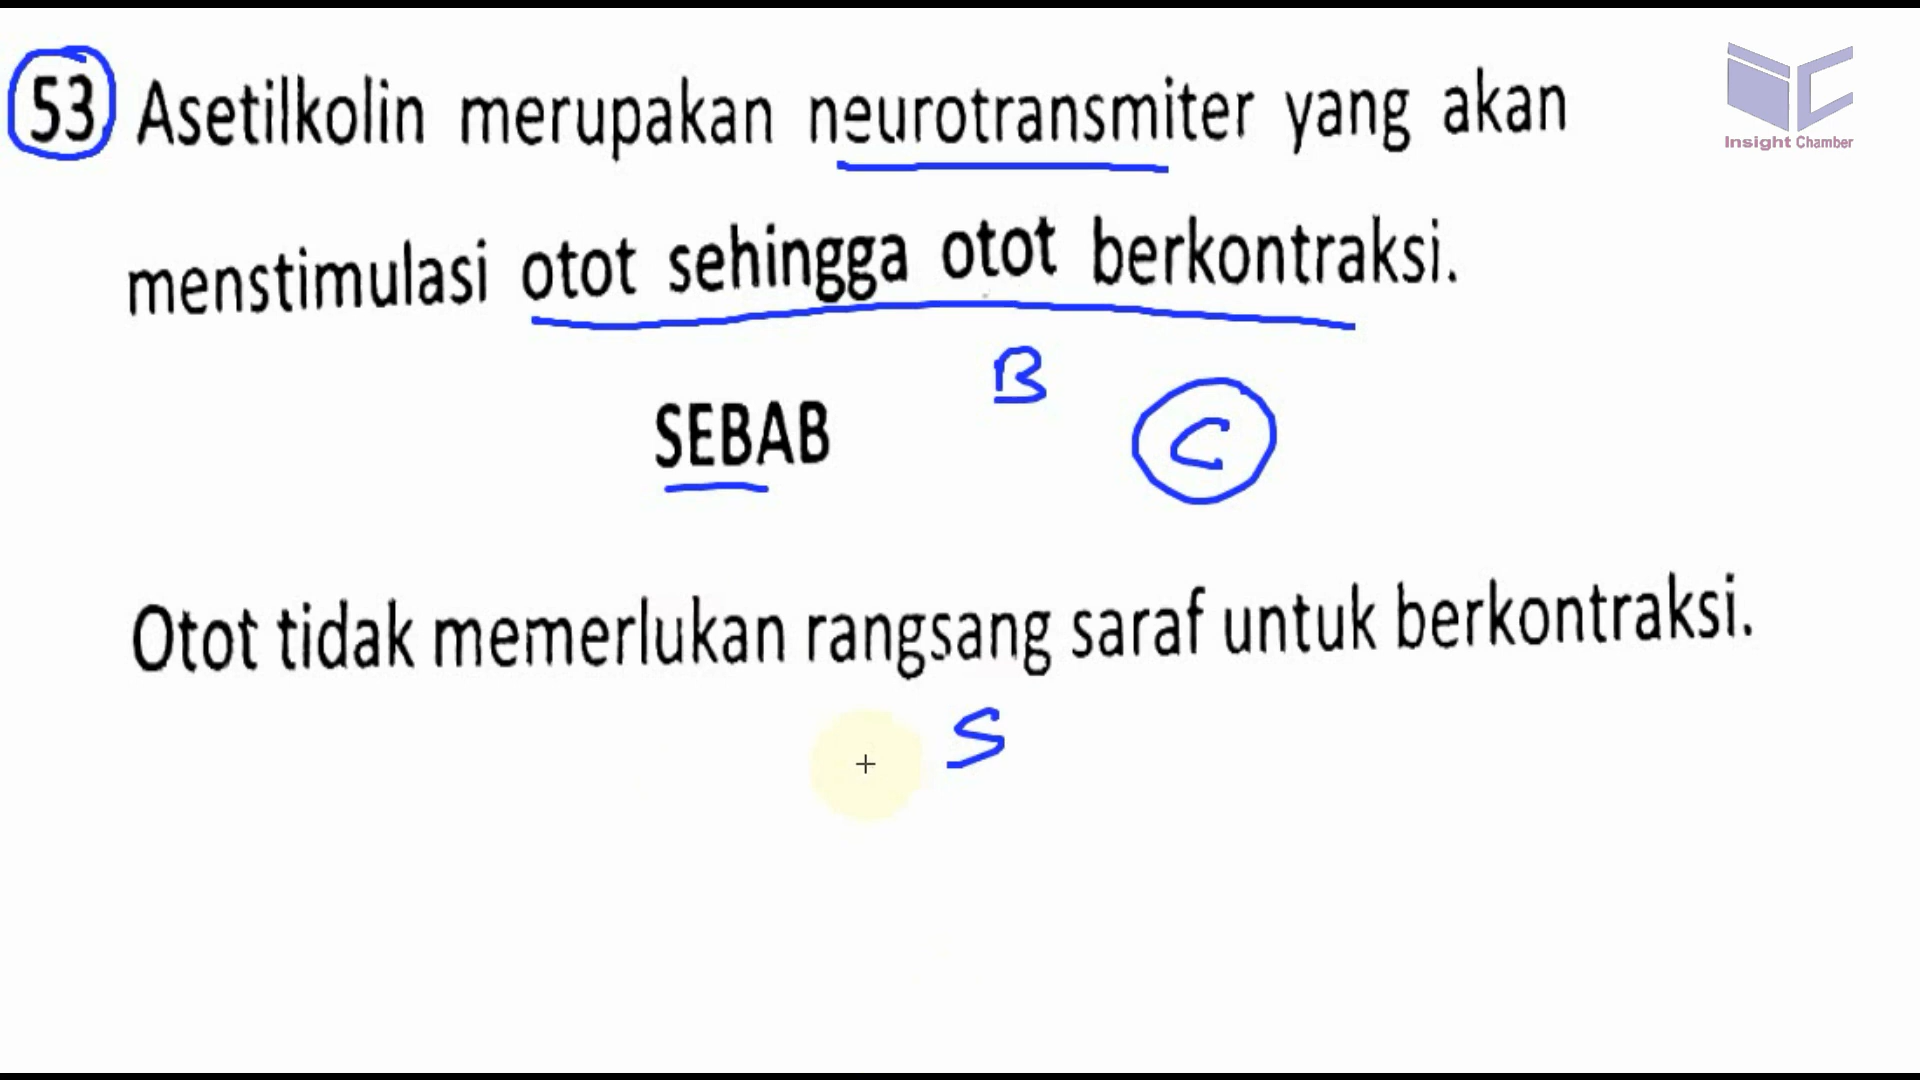 53 Asetilkolin merupakan neurotransmiter yang akan
Insight Chamber
menstimulasi otot sehingga otot berkontraksi.
B
SEBAB
C
Otot tidak memerlukan rangsang saraf untuk berkontraksi.
S